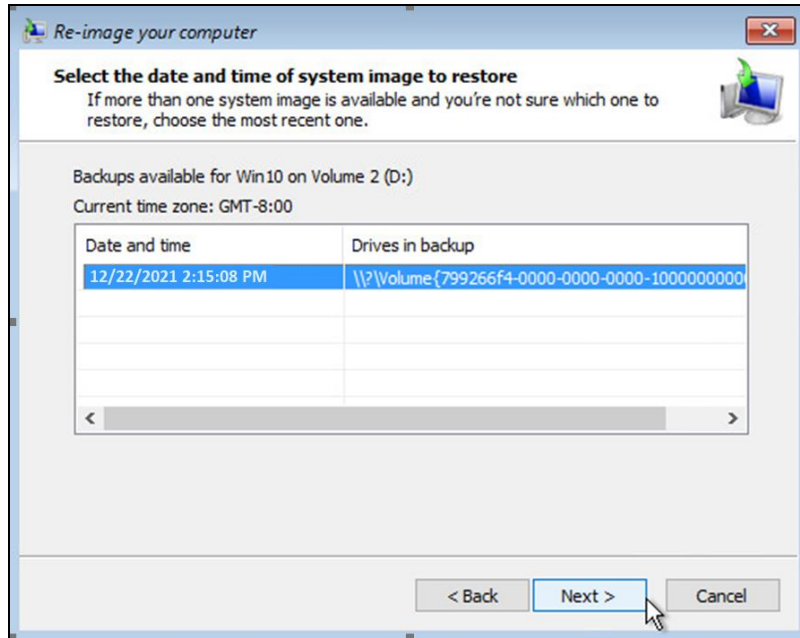 Re-image your computer
Select the date and time of system image to restore
If more than one system image is available and you're not sure which one to
restore, choose the most recent one.
Backups available for Win10 on Volume 2 (D:)
Current time zone: GMT-8:00
Date and time Drives in backup
12/22/2021 2:15:08 PM \\?\Volume{799266f4-0000-0000-0000-10000000000
< Back Next > Cancel